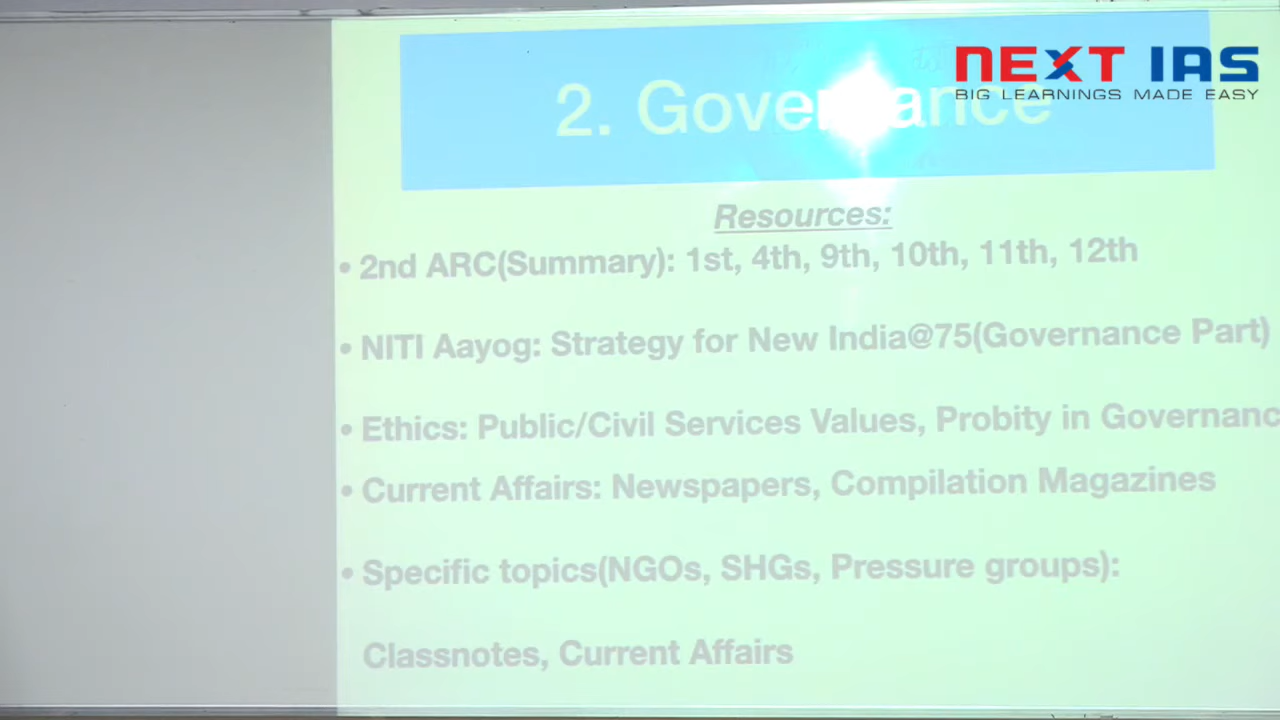 NEXT IAS
BIG LEARNINGS MADE EASY
2. Governance
Resources:
• 2nd ARC(Summary): 1st, 4th, 9th, 10th, 11th, 12th
• NITI Aayog: Strategy for New India@75(Governance Part)
• Ethics: Public/Civil Services Values, Probity in Governanc
• Current Affairs: Newspapers, Compilation Magazines
• Specific topics(NGOs, SHGs, Pressure groups):
Classnotes, Current Affairs